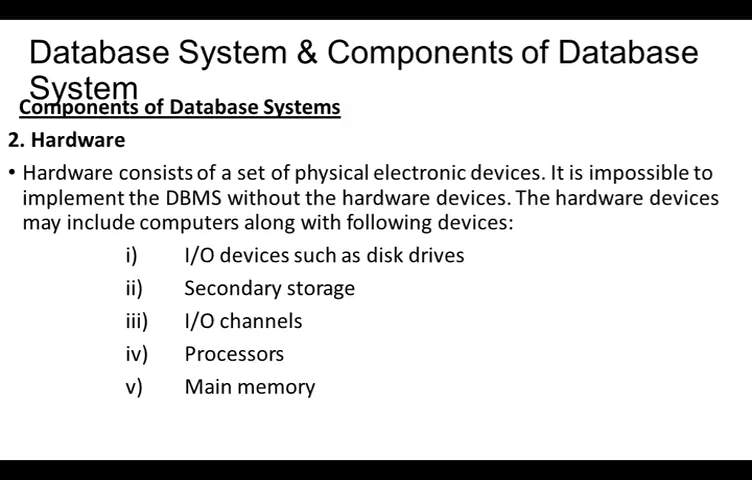 Database System & Components of Database
System
Components of Database Systems
2. Hardware
• Hardware consists of a set of physical electronic devices. It is impossible to
implement the DBMS without the hardware devices. The hardware devices
may include computers along with following devices:
i) I/O devices such as disk drives
ii) Secondary storage
iii) I/O channels
iv) Processors
v) Main memory